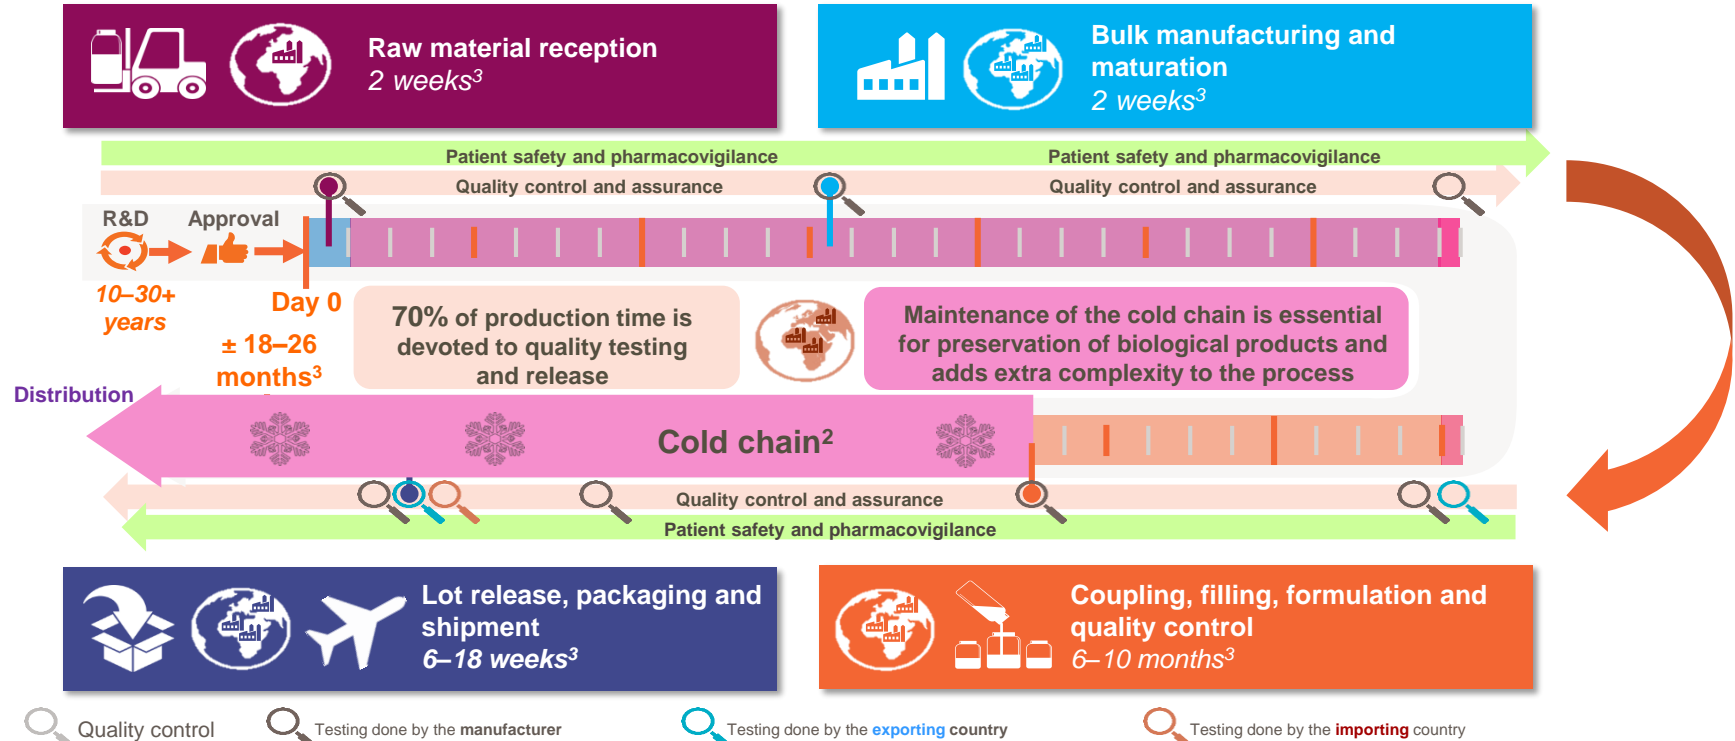 Raw material reception
2 weeks3
Bulk manufacturing and
maturation
2 weeks3
Patient safety and pharmacovigilance
Patient safety and pharmacovigilance
Quality control and assurance
Quality control and assurance
R&D
Approval
10–30+
years
Day 0
± 18–26
months3
70% of production time is
devoted to quality testing
and release
Maintenance of the cold chain is essential
for preservation of biological products and
adds extra complexity to the process
Distribution
Cold chain2
Quality control and assurance
Patient safety and pharmacovigilance
Lot release, packaging and
shipment
6–18 weeks3
Coupling, filling, formulation and
quality control
6–10 months3
Quality control
Testing done by the manufacturer
Testing done by the exporting country
Testing done by the importing country